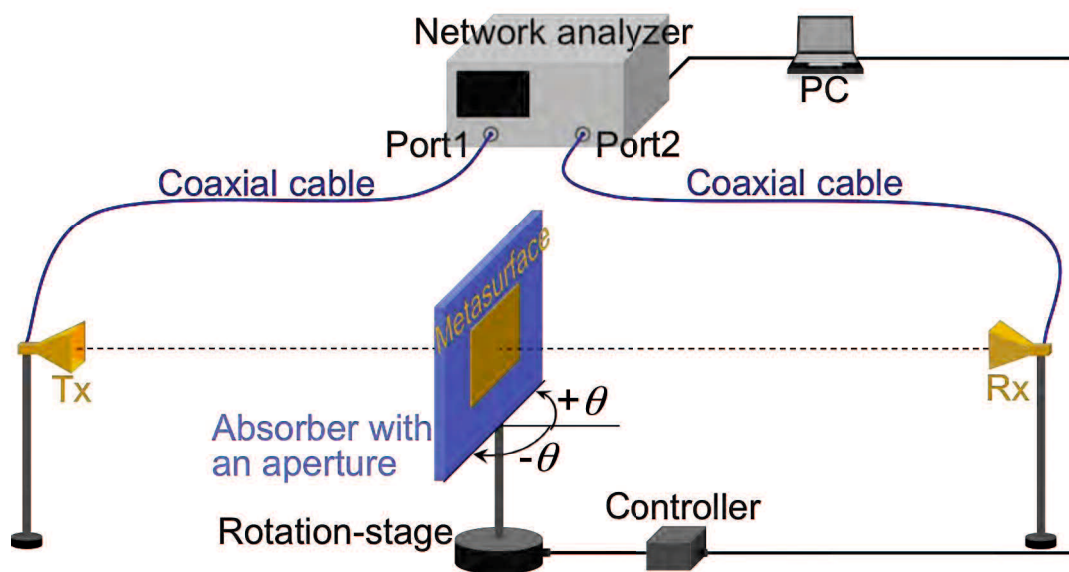 Network analyzer
PC
Port1
Port2
Coaxial cable
Coaxial cable
Metasurface
Tx
Rx
+θ
-θ
Absorber with
an aperture
Controller
Rotation-stage